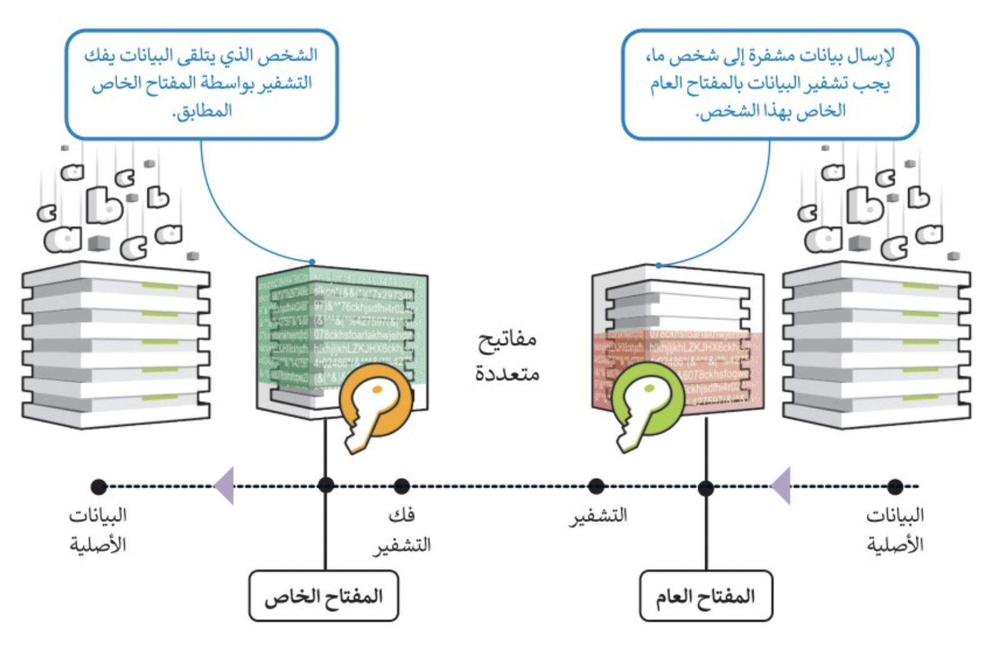 لإرسال بيانات مشفرة إلى شخص ما،
يجب تشفير البيانات بالمفتاح العام
الخاص بهذا الشخص.
الشخص الذي يتلقى البيانات يفك
التشفير بواسطة المفتاح الخاص
المطابق.
a
c
b
b
c
a
a
c
a
c
b
b
c
a
a
c
مفاتيح
متعددة
البيانات
الأصلية
التشفير
فك
التشفير
البيانات
الأصلية
المفتاح العام
المفتاح الخاص